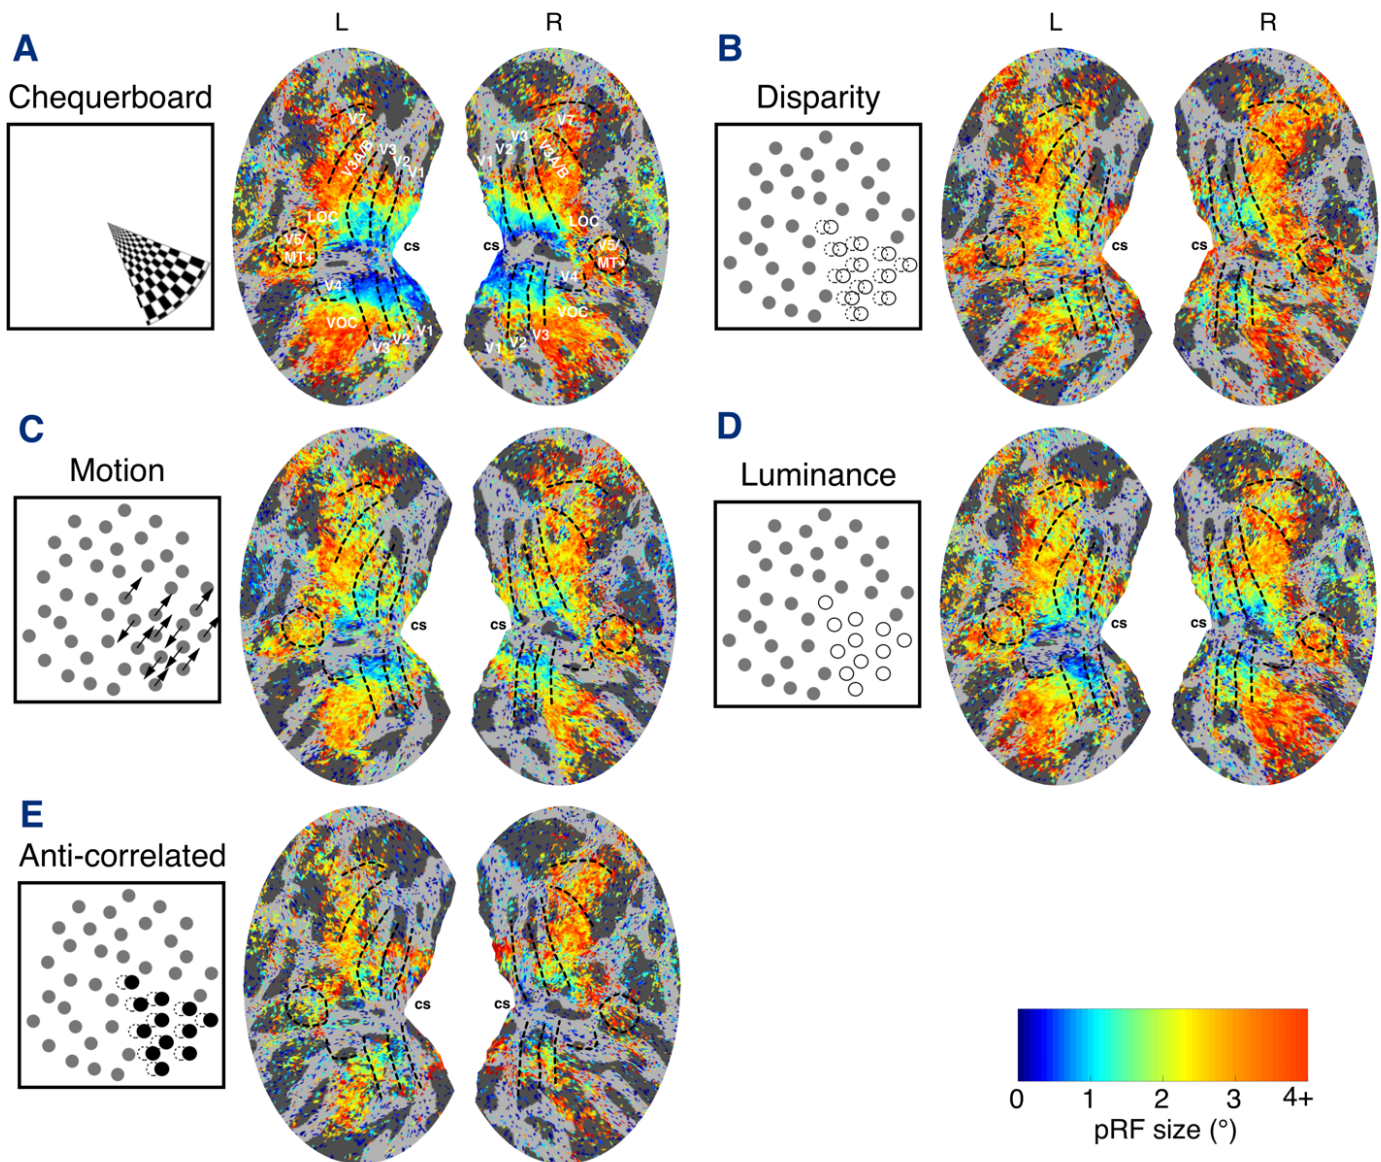 L
R
A
Chequerboard
V7
V3A/B
V3
V2
V1
LOC
V5/
MT+
V4
VOC
V3
V2
V1
cs
V1
V2
V3
V3A/B
V7
LOC
V5/
MT+
V4
VOC
V1
V2
V3
cs
L
R
B
Disparity
cs
cs
C
Motion
cs
cs
D
Luminance
cs
cs
E
Anti-correlated
cs
cs
0 1 2 3 4+
pRF size (°)